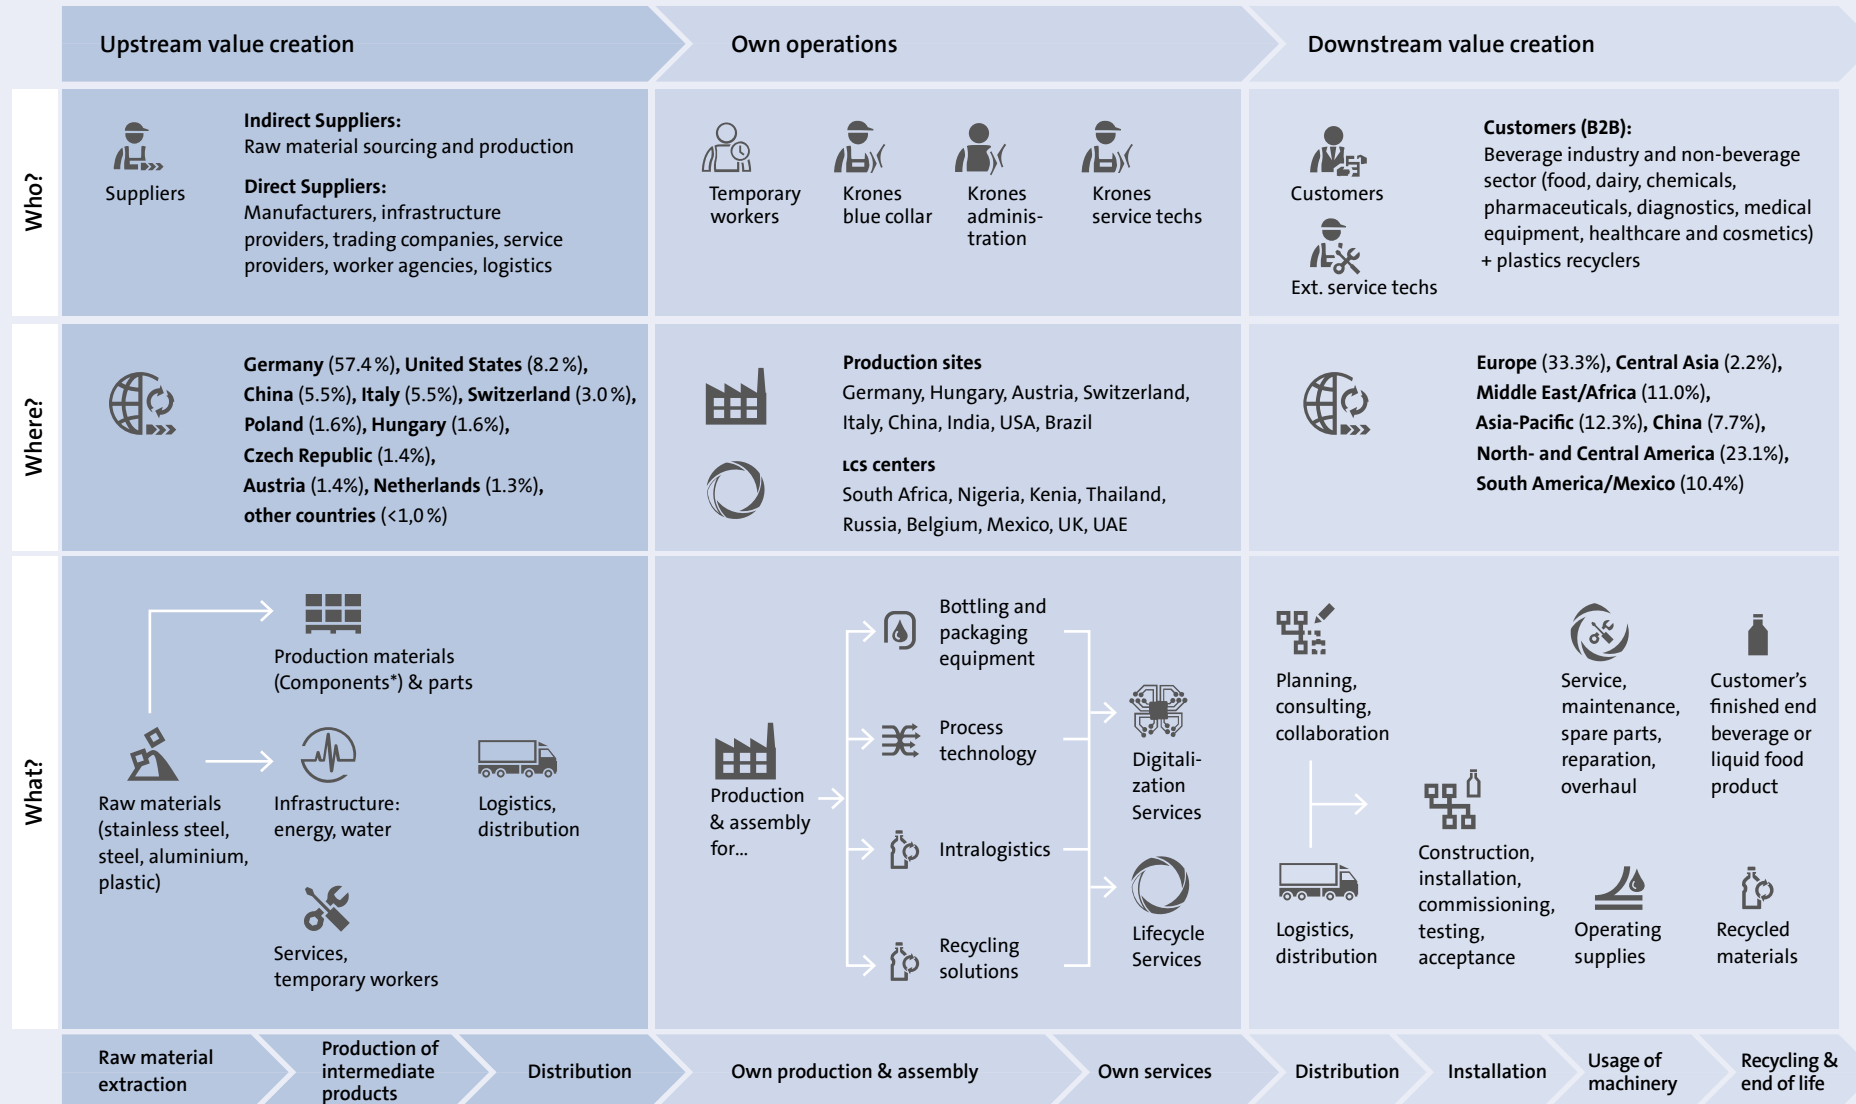 Upstream value creation
Own operations
Downstream value creation
Who?
Suppliers
Indirect Suppliers:
Raw material sourcing and production
Direct Suppliers:
Manufacturers, infrastructure
providers, trading companies, service
providers, worker agencies, logistics
Temporary
workers
Krones
blue collar
Krones
adminis-
tration
Krones
service techs
Customers
Ext. service techs
Customers (B2B):
Beverage industry and non-beverage
sector (food, dairy, chemicals,
pharmaceuticals, diagnostics, medical
equipment, healthcare and cosmetics)
+ plastics recyclers
Where?
Germany (57.4 %), United States (8.2 %),
China (5.5%), Italy (5.5%), Switzerland (3.0 %),
Poland (1.6%), Hungary (1.6%),
Czech Republic (1.4%),
Austria (1.4%), Netherlands (1.3%),
other countries (<1,0 %)
Production sites
Germany, Hungary, Austria, Switzerland,
Italy, China, India, USA, Brazil
LCS centers
South Africa, Nigeria, Kenia, Thailand,
Russia, Belgium, Mexico, UK, UAE
Europe (33.3%), Central Asia (2.2%),
Middle East/Africa (11.0%),
Asia-Pacific (12.3%), China (7.7%),
North- and Central America (23.1%),
South America/Mexico (10.4%)
What?
Production materials
(Components*) & parts
Raw materials
(stainless steel,
steel, aluminium,
plastic)
Infrastructure:
energy, water
Logistics,
distribution
Services,
temporary workers
Production
& assembly
for...
Bottling and
packaging
equipment
Process
technology
Intralogistics
Recycling
solutions
Digitali-
zation
Services
Lifecycle
Services
Planning,
consulting,
collaboration
Logistics,
distribution
Construction,
installation,
commissioning,
testing,
acceptance
Service,
maintenance,
spare parts,
reparation,
overhaul
Operating
supplies
Customer’s
finished end
beverage or
liquid food
product
Recycled
materials
Raw material
extraction
Production of
intermediate
products
Distribution
Own production & assembly
Own services
Distribution
Installation
Usage of
machinery
Recycling &
end of life